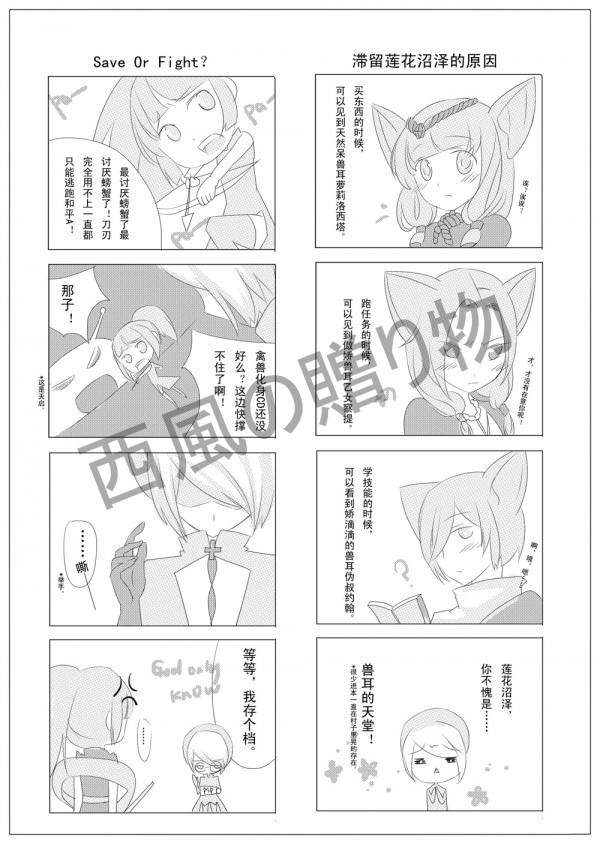 Save Or Fight?
pa—
pa—
pa—
最讨厌螃蟹了最
讨厌螃蟹了！刀刃
完全用不上一直都
只能逃跑和平A！
那子！
*这是天启。
禽兽化身CD还没
好么？这边快撑
不住了啊！
……嘶
*举手。
God only
know
等等，我存个档。
……
滞留莲花沼泽的原因
买东西的时候，
可以见到天然呆兽耳萝莉洛西塔。
诶？诶诶？
跑任务的时候，
可以见到傲娇兽耳乙女察提。
才，才没有在意你呢！
学技能的时候，
可以看到娇滴滴的兽耳伪叔约翰。
啊，嗯，嗯
?
莲花沼泽，
你不愧是……
兽耳的天堂！
*很少进本一直在村子里晃的存在。
西風の贈り物